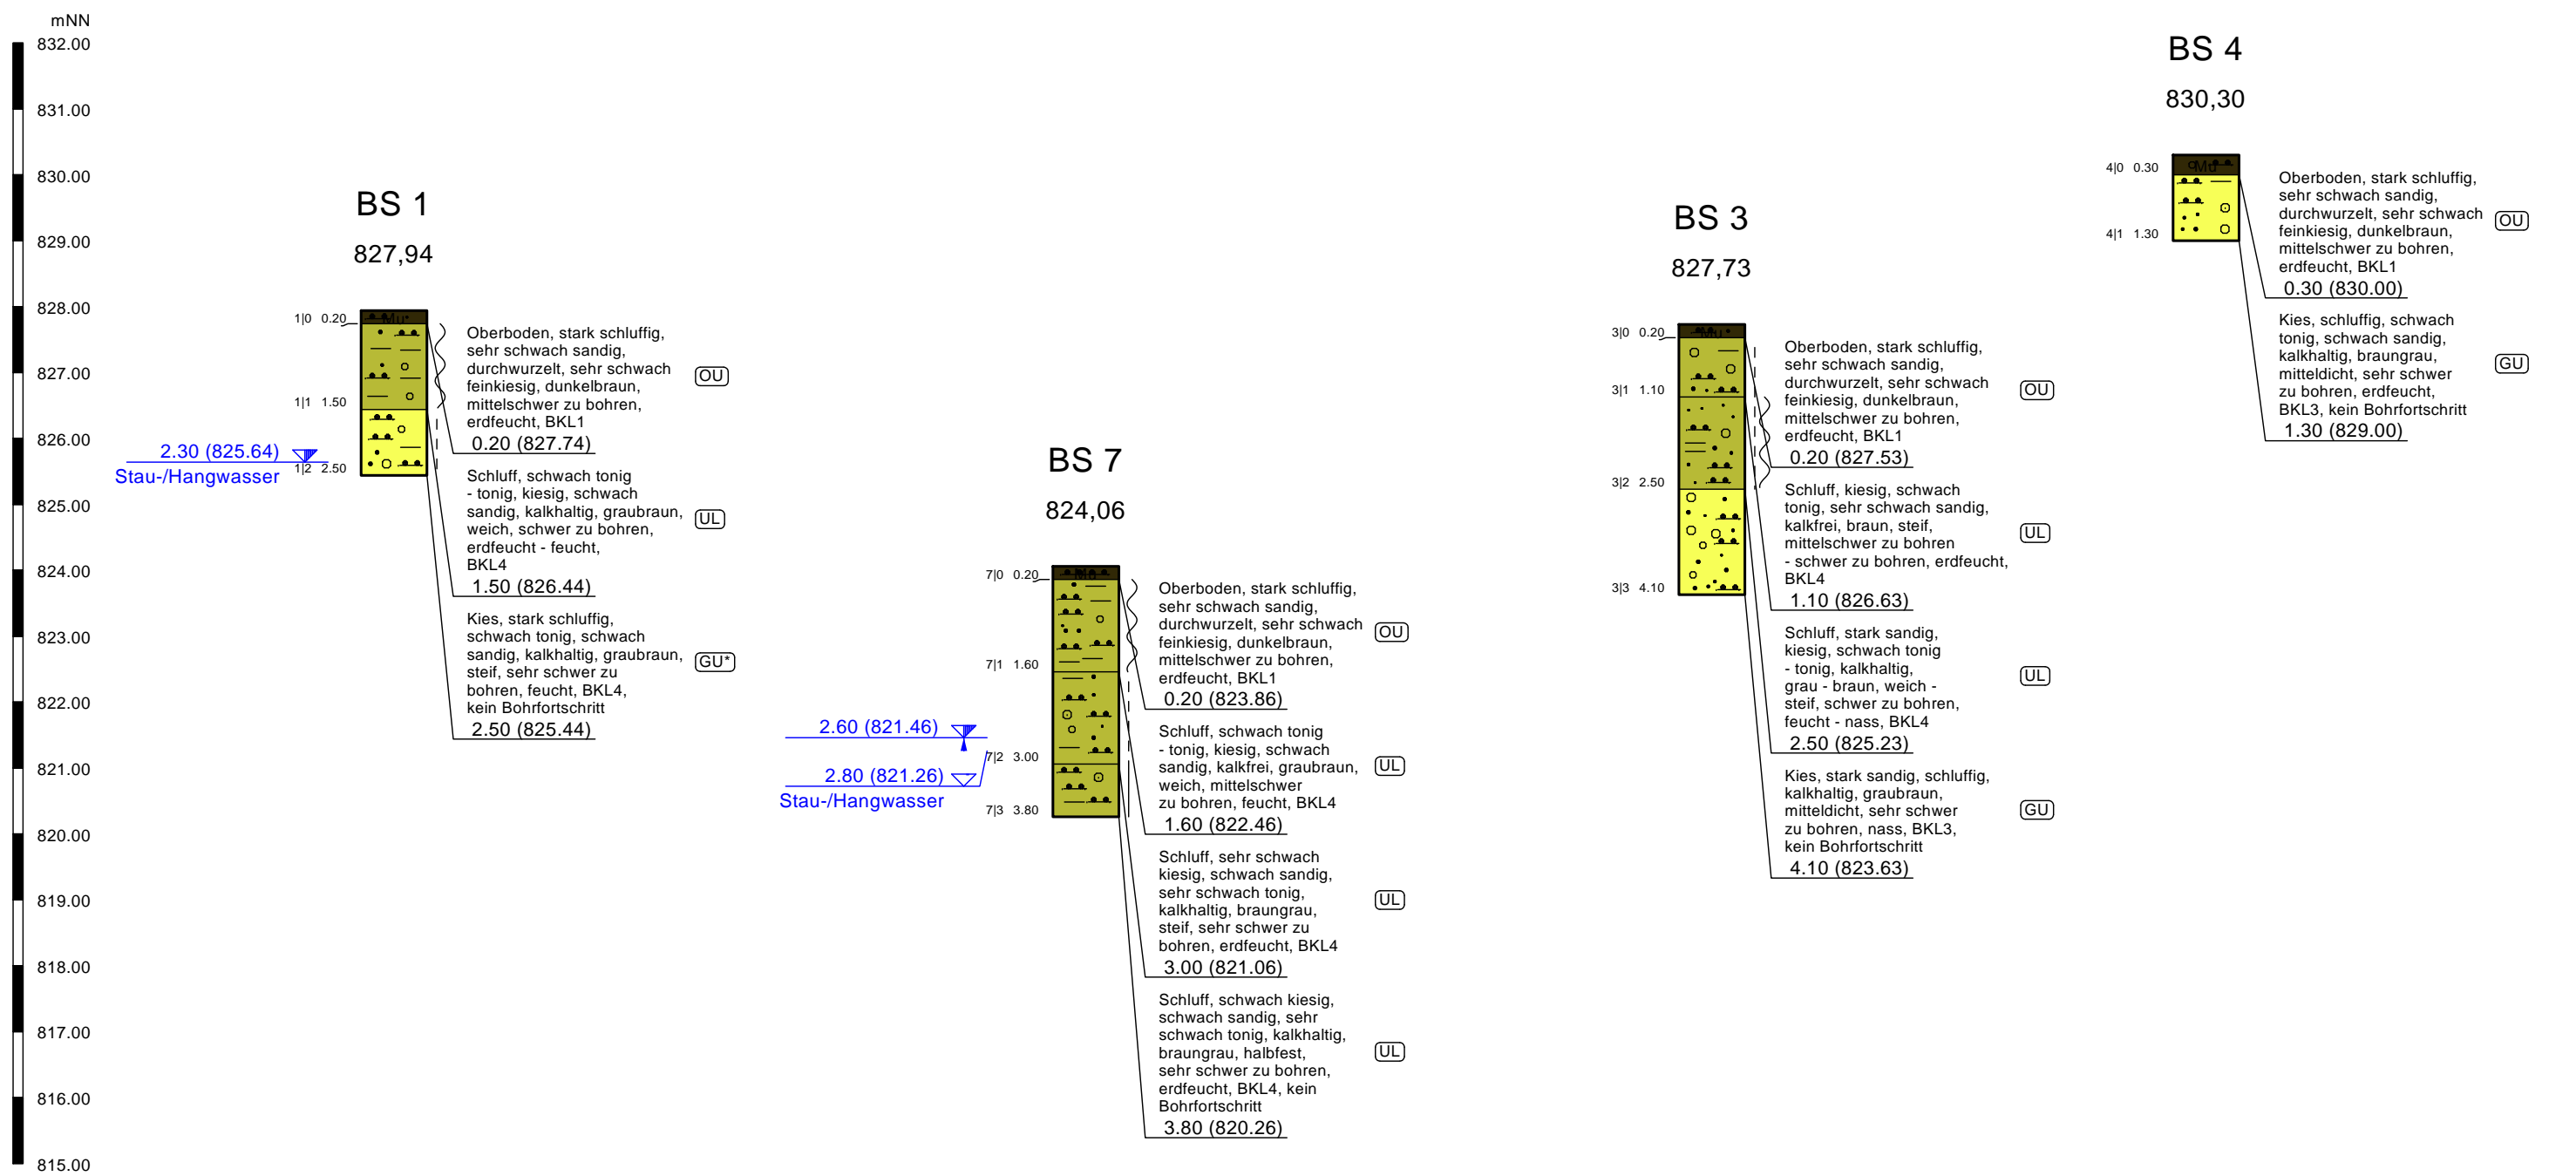 mNN
832.00
831.00
830.00
829.00
828.00
827.00
826.00
825.00
824.00
823.00
822.00
821.00
820.00
819.00
818.00
817.00
816.00
815.00
BS 1
827,94
1|0 0.20
Mu
1|1 1.50
1|2 2.50
2.30 (825.64)
Stau-/Hangwasser
Oberboden, stark schluffig,
sehr schwach sandig,
durchwurzelt, sehr schwach
feinkiesig, dunkelbraun,
mittelschwer zu bohren,
erdfeucht, BKL1
OU
0.20 (827.74)
Schluff, schwach tonig
- tonig, kiesig, schwach
sandig, kalkhaltig, graubraun,
weich, schwer zu bohren,
erdfeucht - feucht,
BKL4
UL
1.50 (826.44)
Kies, stark schluffig,
schwach tonig, schwach
sandig, kalkhaltig, graubraun,
steif, sehr schwer zu
bohren, feucht, BKL4,
kein Bohrfortschritt
GU*
2.50 (825.44)
BS 7
824,06
7|0 0.20
Mu
7|1 1.60
7|2 3.00
7|3 3.80
2.60 (821.46)
2.80 (821.26)
Stau-/Hangwasser
Oberboden, stark schluffig,
sehr schwach sandig,
durchwurzelt, sehr schwach
feinkiesig, dunkelbraun,
mittelschwer zu bohren,
erdfeucht, BKL1
OU
0.20 (823.86)
Schluff, schwach tonig
- tonig, kiesig, schwach
sandig, kalkfrei, graubraun,
weich, mittelschwer
zu bohren, feucht, BKL4
UL
1.60 (822.46)
Schluff, sehr schwach
kiesig, schwach sandig,
sehr schwach tonig,
kalkhaltig, braungrau,
steif, sehr schwer zu
bohren, erdfeucht, BKL4
UL
3.00 (821.06)
Schluff, schwach kiesig,
schwach sandig, sehr
schwach tonig, kalkhaltig,
braungrau, halbfest,
sehr schwer zu bohren,
erdfeucht, BKL4, kein
Bohrfortschritt
UL
3.80 (820.26)
BS 3
827,73
3|0 0.20
Mu
3|1 1.10
3|2 2.50
3|3 4.10
Oberboden, stark schluffig,
sehr schwach sandig,
durchwurzelt, sehr schwach
feinkiesig, dunkelbraun,
mittelschwer zu bohren,
erdfeucht, BKL1
OU
0.20 (827.53)
Schluff, kiesig, schwach
tonig, sehr schwach sandig,
kalkfrei, braun, steif,
mittelschwer zu bohren
- schwer zu bohren, erdfeucht,
BKL4
UL
1.10 (826.63)
Schluff, stark sandig,
kiesig, schwach tonig
- tonig, kalkhaltig,
grau - braun, weich -
steif, schwer zu bohren,
feucht - nass, BKL4
UL
2.50 (825.23)
Kies, stark sandig, schluffig,
kalkhaltig, graubraun,
mitteldicht, sehr schwer
zu bohren, nass, BKL3,
kein Bohrfortschritt
GU
4.10 (823.63)
BS 4
830,30
4|0 0.30
Mu
4|1 1.30
Oberboden, stark schluffig,
sehr schwach sandig,
durchwurzelt, sehr schwach
feinkiesig, dunkelbraun,
mittelschwer zu bohren,
erdfeucht, BKL1
OU
0.30 (830.00)
Kies, schluffig, schwach
tonig, schwach sandig,
kalkhaltig, braungrau,
mitteldicht, sehr schwer
zu bohren, erdfeucht,
BKL3, kein Bohrfortschritt
GU
1.30 (829.00)